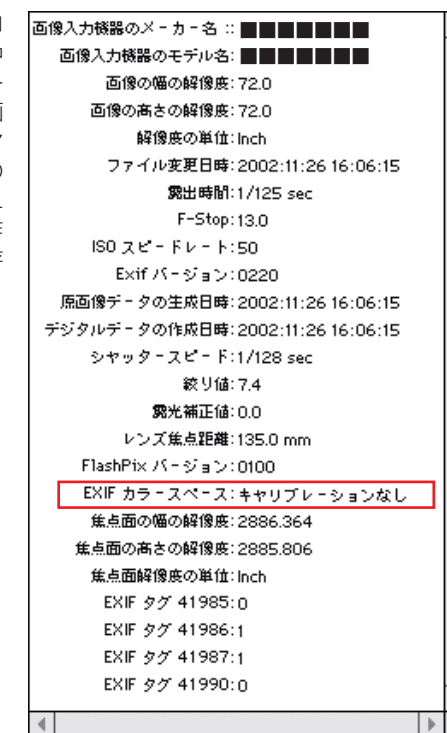 画像入力機器のメーカー名 :: ■■■■■■■
画像入力機器のモデル名: ■■■■■■■
画像の幅の解像度: 72.0
画像の高さの解像度: 72.0
解像度の単位: Inch
ファイル変更日時: 2002:11:26 16:06:15
露出時間: 1/125 sec
F-Stop: 13.0
ISO スピードレート: 50
Exif バージョン: 0220
原画像データの生成日時: 2002:11:26 16:06:15
デジタルデータの作成日時: 2002:11:26 16:06:15
シャッタースピード: 1/128 sec
絞り値: 7.4
露光補正値: 0.0
レンズ焦点距離: 135.0 mm
FlashPix バージョン: 0100
EXIF カラースペース: キャリブレーションなし
焦点面の幅の解像度: 2886.364
焦点面の高さの解像度: 2885.806
焦点面解像度の単位: Inch
EXIF タグ 41985: 0
EXIF タグ 41986: 1
EXIF タグ 41987: 1
EXIF タグ 41990: 0